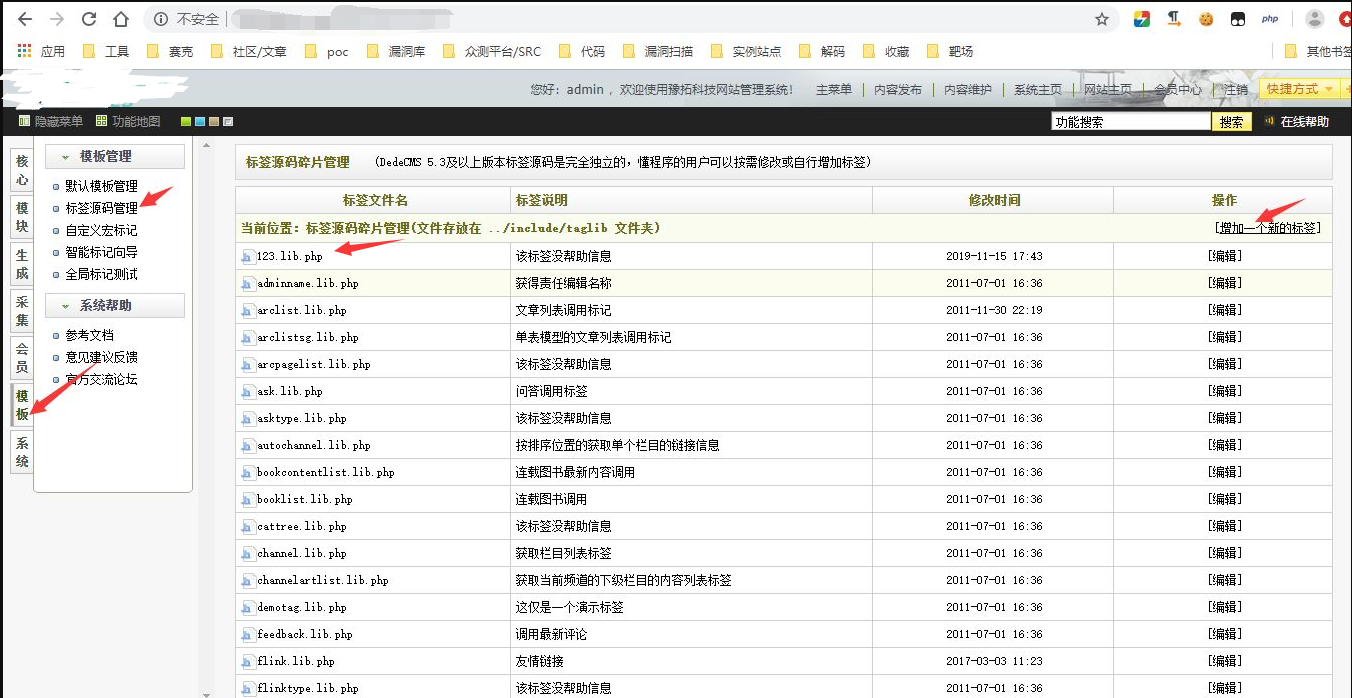 不安全
php
应用 工具 赛克 社区/文章 poc 漏洞库 众测平台/SRC 代码 漏洞扫描 实例站点 解码 收藏 靶场 其他书签
您好：admin ，欢迎使用豫拓科技网站管理系统！ 主菜单 内容发布 内容维护 系统主页 网站主页 会员中心 注销 快捷方式
隐藏菜单 功能地图 功能搜索 搜索 在线帮助
核心
模块
生成
采集
会员
模板
系统
模板管理
默认模板管理
标签源码管理
自定义宏标记
智能标记向导
全局标记测试
系统帮助
参考文档
意见建议反馈
官方交流论坛
标签源码碎片管理 (DedeCMS 5.3及以上版本标签源码是完全独立的，懂程序的用户可以按需修改或自行增加标签)
标签文件名 标签说明 修改时间 操作
当前位置：标签源码碎片管理(文件存放在 ../include/taglib 文件夹) [增加一个新的标签]
123.lib.php 该标签没帮助信息 2019-11-15 17:43 [编辑]
adminname.lib.php 获得责任编辑名称 2011-07-01 16:36 [编辑]
arclist.lib.php 文章列表调用标记 2011-11-30 22:19 [编辑]
arclistsg.lib.php 单表模型的文章列表调用标记 2011-07-01 16:36 [编辑]
arcpagelist.lib.php 该标签没帮助信息 2011-07-01 16:36 [编辑]
ask.lib.php 问答调用标签 2011-07-01 16:36 [编辑]
asktype.lib.php 该标签没帮助信息 2011-07-01 16:36 [编辑]
autochannel.lib.php 按排序位置的获取单个栏目的链接信息 2011-07-01 16:36 [编辑]
bookcontentlist.lib.php 连载图书最新内容调用 2011-07-01 16:36 [编辑]
booklist.lib.php 连载图书调用 2011-07-01 16:36 [编辑]
cattree.lib.php 该标签没帮助信息 2011-07-01 16:36 [编辑]
channel.lib.php 获取栏目列表标签 2011-07-01 16:36 [编辑]
channelartlist.lib.php 获取当前频道的下级栏目的内容列表标签 2011-07-01 16:36 [编辑]
demotag.lib.php 这仅是一个演示标签 2011-07-01 16:36 [编辑]
feedback.lib.php 调用最新评论 2011-07-01 16:36 [编辑]
flink.lib.php 友情链接 2017-03-03 11:23 [编辑]
flinktype.lib.php 该标签没帮助信息 2011-07-01 16:36 [编辑]